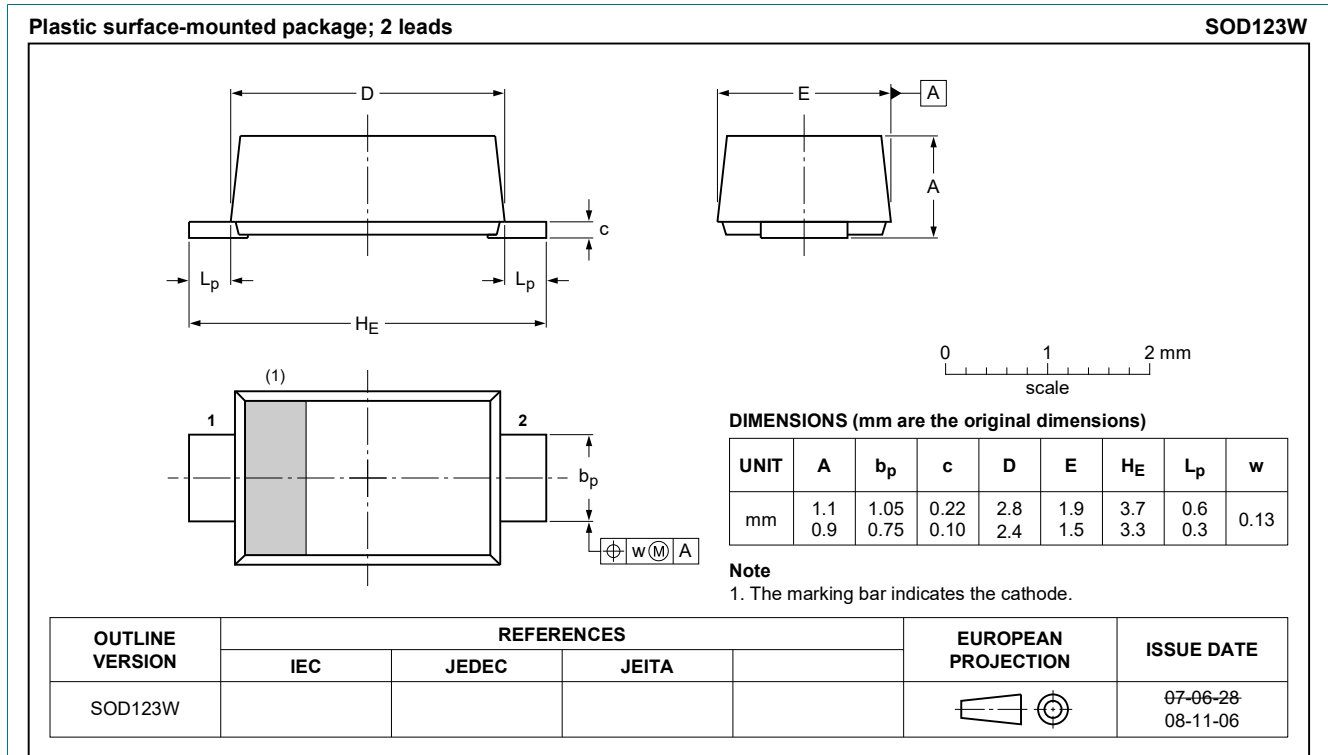 Plastic surface-mounted package; 2 leads SOD123W
D
E
A
A
c
Lp
Lp
HE
0 1 2 mm
scale
(1)
1
2
bp
w M A
DIMENSIONS (mm are the original dimensions)
UNIT A bp c D E HE Lp w
mm 1.1 1.05 0.22 2.8 1.9 3.7 0.6 0.13
0.9 0.75 0.10 2.4 1.5 3.3 0.3
Note
1. The marking bar indicates the cathode.
OUTLINE VERSION REFERENCES EUROPEAN PROJECTION ISSUE DATE
IEC JEDEC JEITA
SOD123W 07-06-28
08-11-06